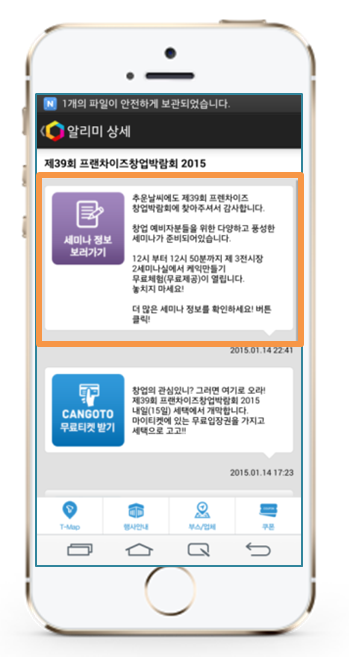 N 1개의 파일이 안전하게 보관되었습니다.
알리미 상세
제39회 프랜차이즈창업박람회 2015
세미나 정보
보러가기
추운날씨에도 제39회 프렌차이즈
창업박람회에 찾아주셔서 감사합니다.
창업 예비자분들을 위한 다양하고 풍성한
세미나가 준비되어있습니다.
12시 부터 12시 50분까지 제 3전시장
2세미나실에서 케익만들기
무료체험(무료제공)이 열립니다.
놓치지 마세요!
더 많은 세미나 정보를 확인하세요! 버튼
클릭!
2015.01.14 22:41
CANGOTO
무료티켓 받기
창업의 관심있니? 그러면 여기로 오라!
제39회 프랜차이즈창업박람회 2015
내일(15일) 세택에서 개막합니다.
마이티켓에 있는 무료입장권을 가지고
세택으로 고고!!
2015.01.14 17:23
T-Map
행사안내
부스/업체
쿠폰